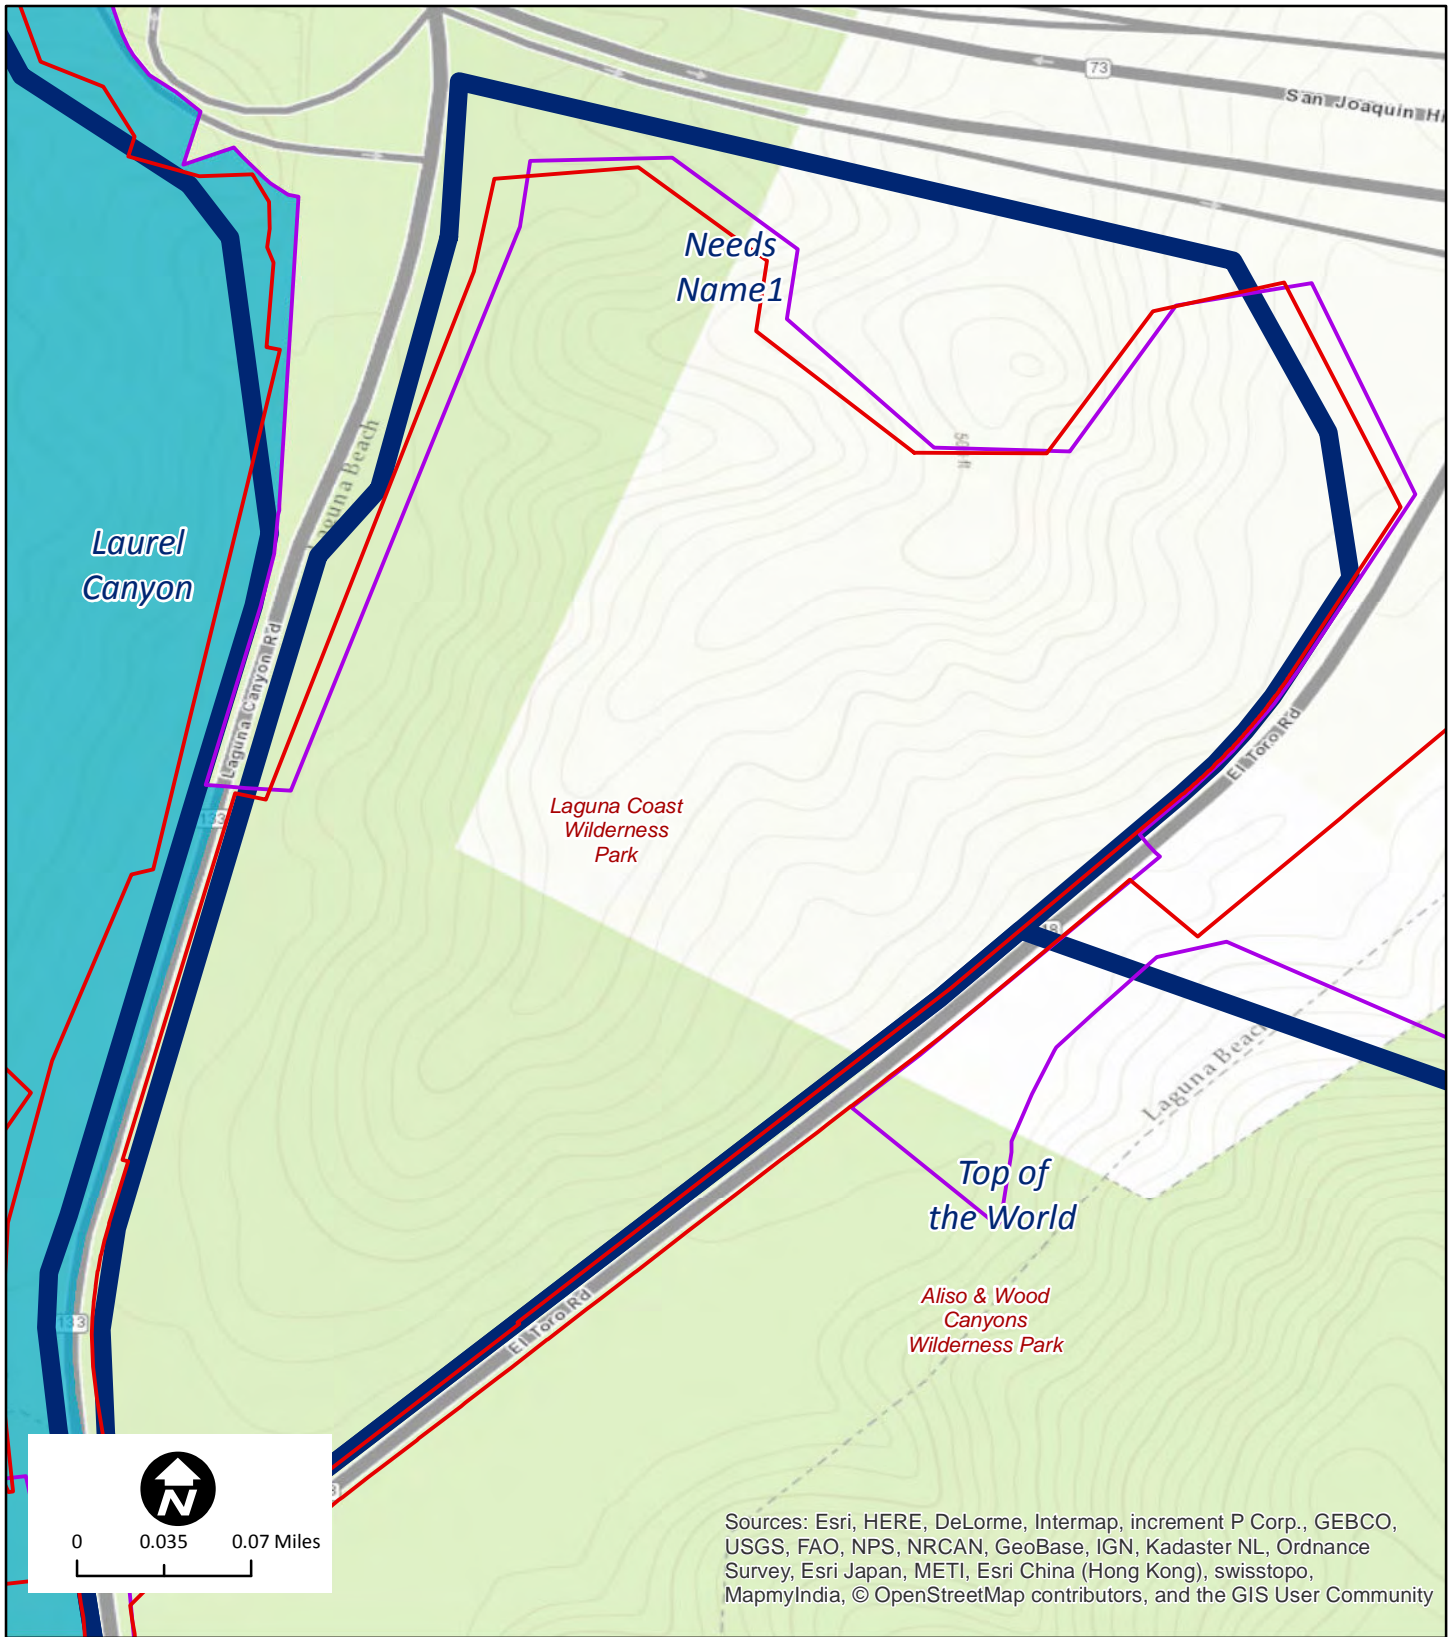 73
San Joaquin Hi
Needs
Name1
Laguna Beach
Laurel
Canyon
Laguna Canyon Rd
133
El Toro Rd
Laguna Coast
Wilderness
Park
Laguna Beach
Top of
the World
Aliso & Wood
Canyons
Wilderness Park
133
El Toro Rd
N
0 0.035 0.07 Miles
Sources: Esri, HERE, DeLorme, Intermap, increment P Corp., GEBCO,
USGS, FAO, NPS, NRCAN, GeoBase, IGN, Kadaster NL, Ordnance
Survey, Esri Japan, METI, Esri China (Hong Kong), swisstopo,
MapmyIndia, © OpenStreetMap contributors, and the GIS User Community